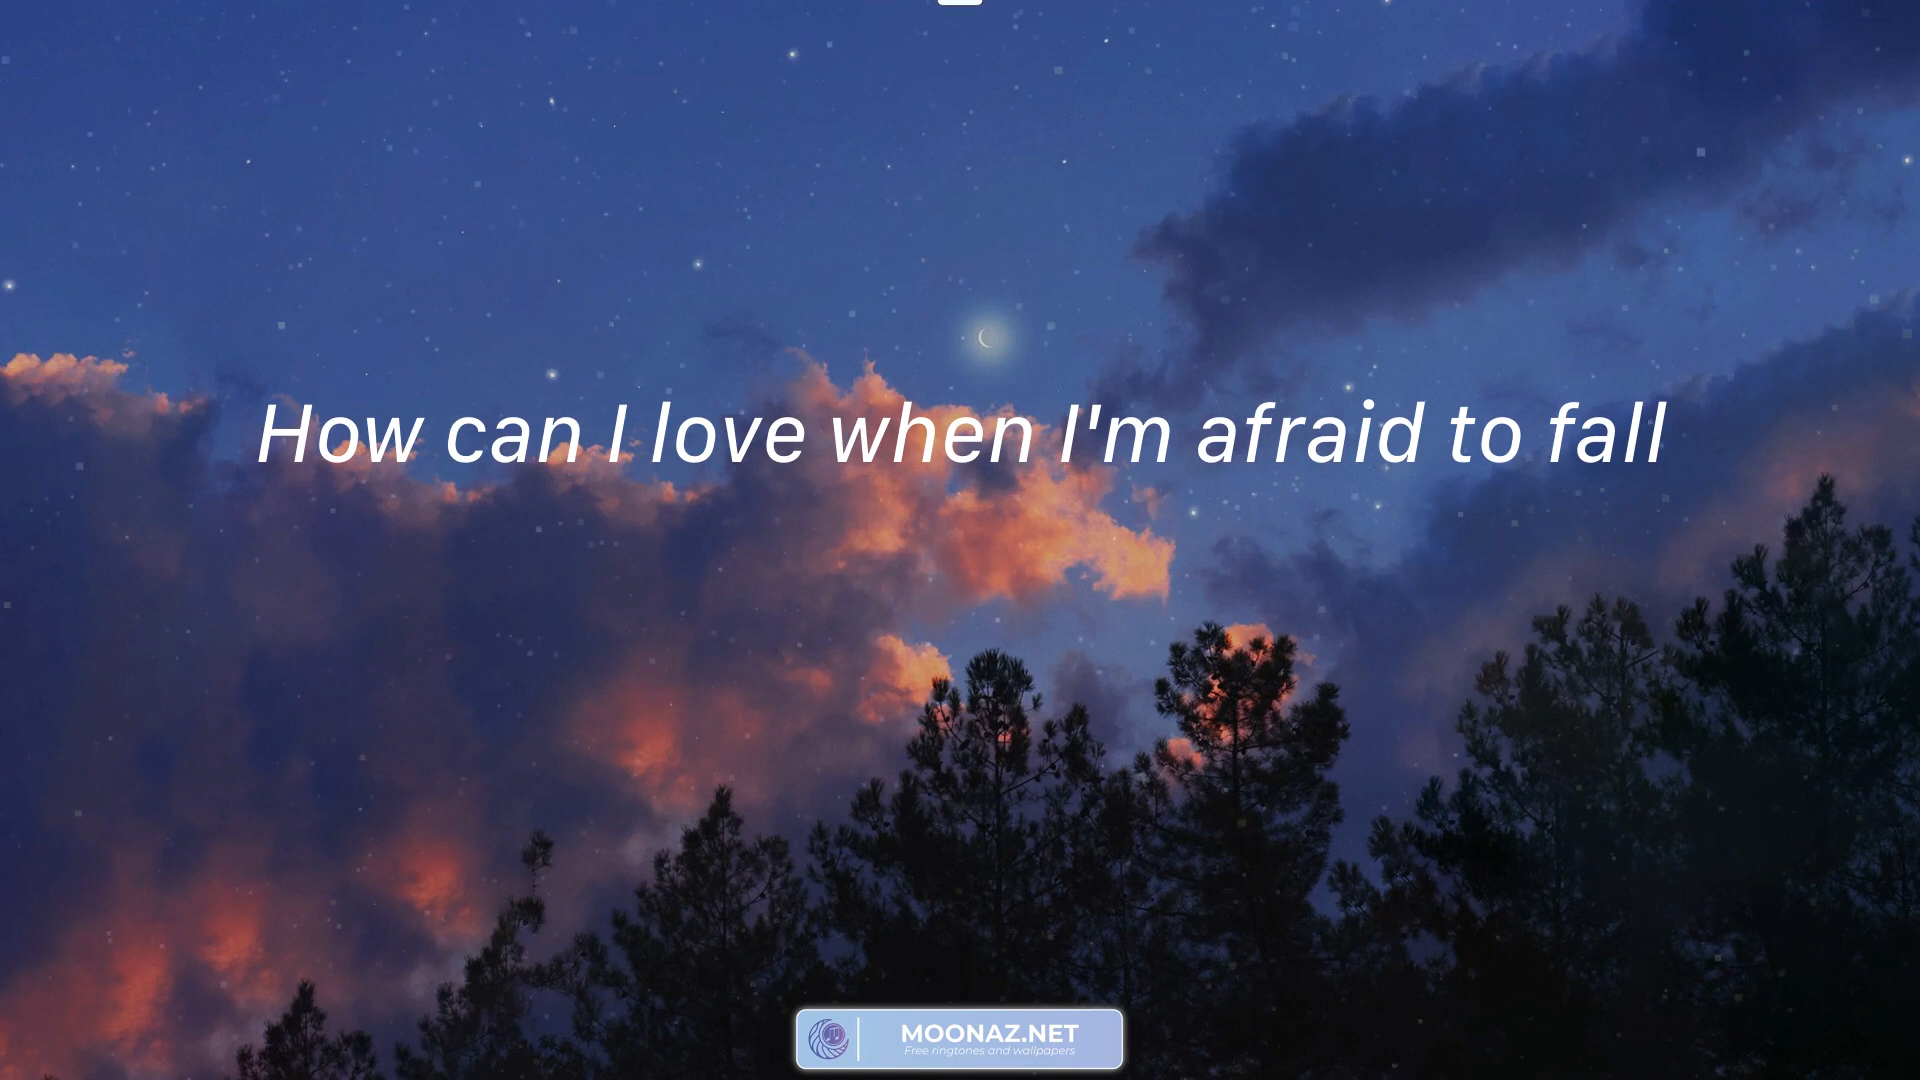 How can I love when I'm afraid to fall
MOONAZ.NET
Free ringtones and wallpapers